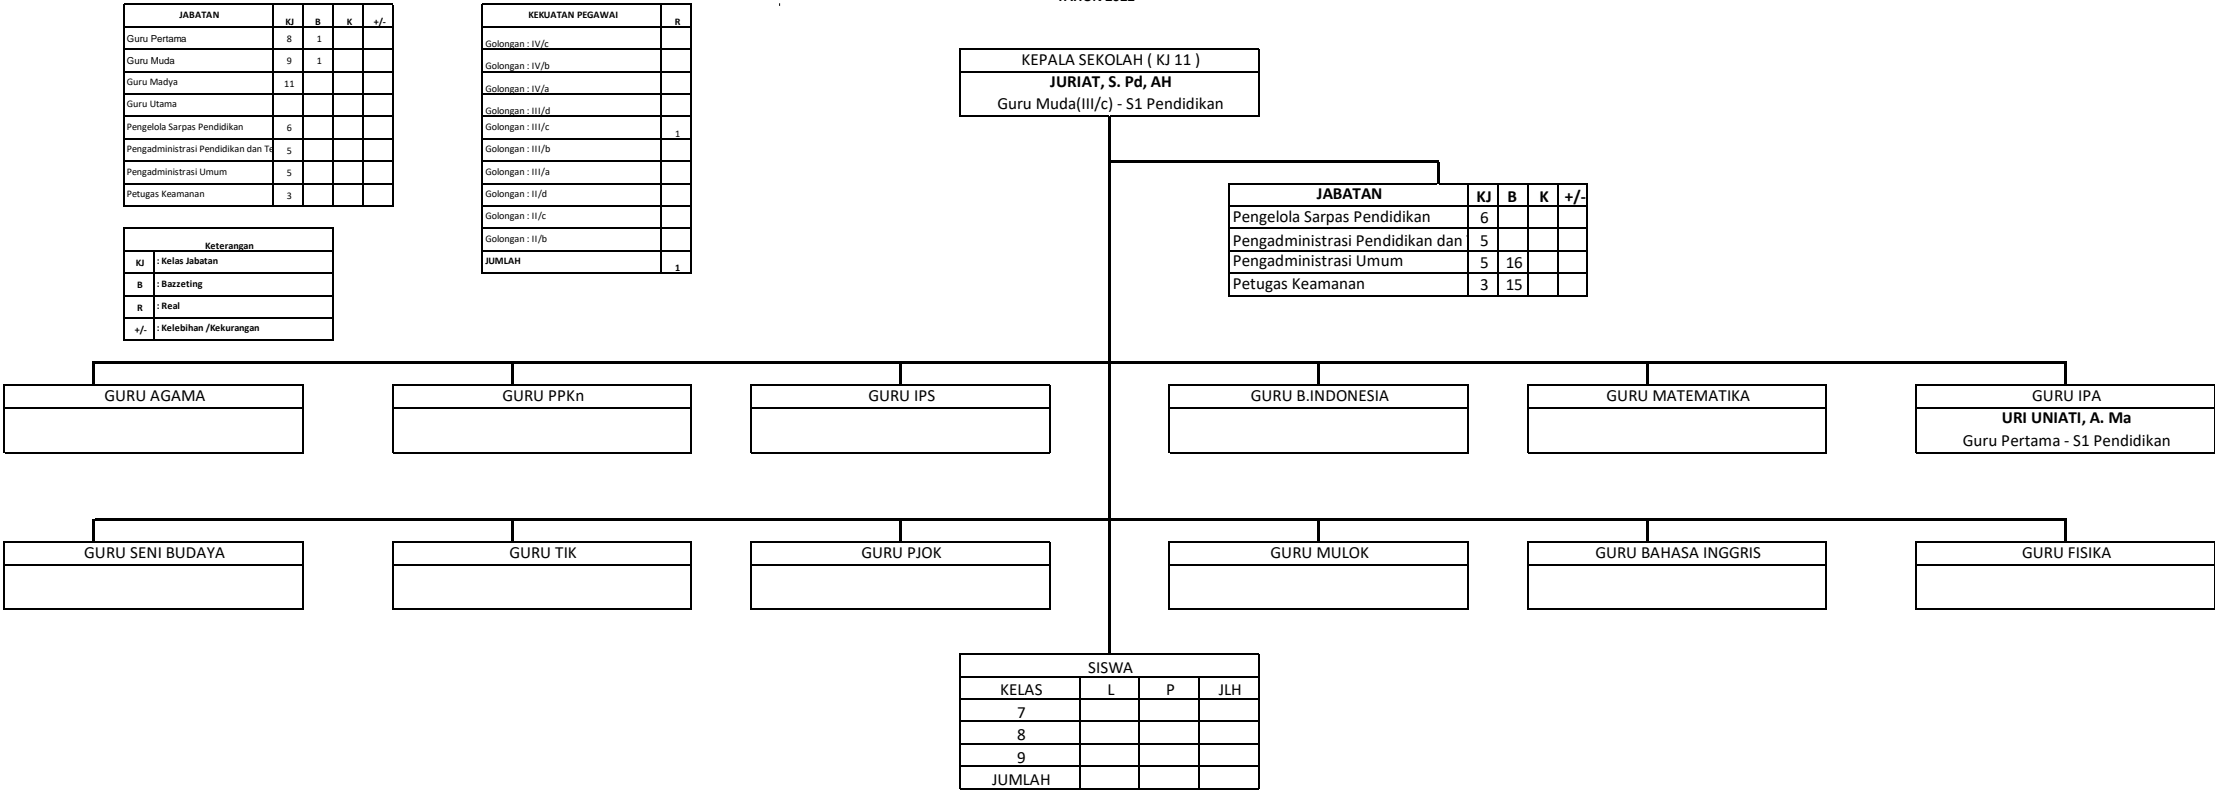 JABATAN KJ B K +/-
Guru Pertama 8 1
Guru Muda 9 1
Guru Madya 11
Guru Utama
Pengelola Sarpas Pendidikan 6
Pengadministrasi Pendidikan dan Te 5
Pengadministrasi Umum 5
Petugas Keamanan 3
Keterangan
KJ : Kelas Jabatan
B : Bazzeting
R : Real
+/- : Kelebihan /Kekurangan
KEKUATAN PEGAWAI R
Golongan : IV/c
Golongan : IV/b
Golongan : IV/a
Golongan : III/d
Golongan : III/c 1
Golongan : III/b
Golongan : III/a
Golongan : II/d
Golongan : II/c
Golongan : II/b
JUMLAH 1
KEPALA SEKOLAH ( KJ 11 )
JURIAT, S. Pd, AH
Guru Muda(III/c) - S1 Pendidikan
JABATAN KJ B K +/-
Pengelola Sarpas Pendidikan 6
Pengadministrasi Pendidikan dan 5
Pengadministrasi Umum 5 16
Petugas Keamanan 3 15
GURU AGAMA
GURU PPKn
GURU IPS
GURU B.INDONESIA
GURU MATEMATIKA
GURU IPA
URI UNIATI, A. Ma
Guru Pertama - S1 Pendidikan
GURU SENI BUDAYA
GURU TIK
GURU PJOK
GURU MULOK
GURU BAHASA INGGRIS
GURU FISIKA
SISWA
KELAS L P JLH
7
8
9
JUMLAH